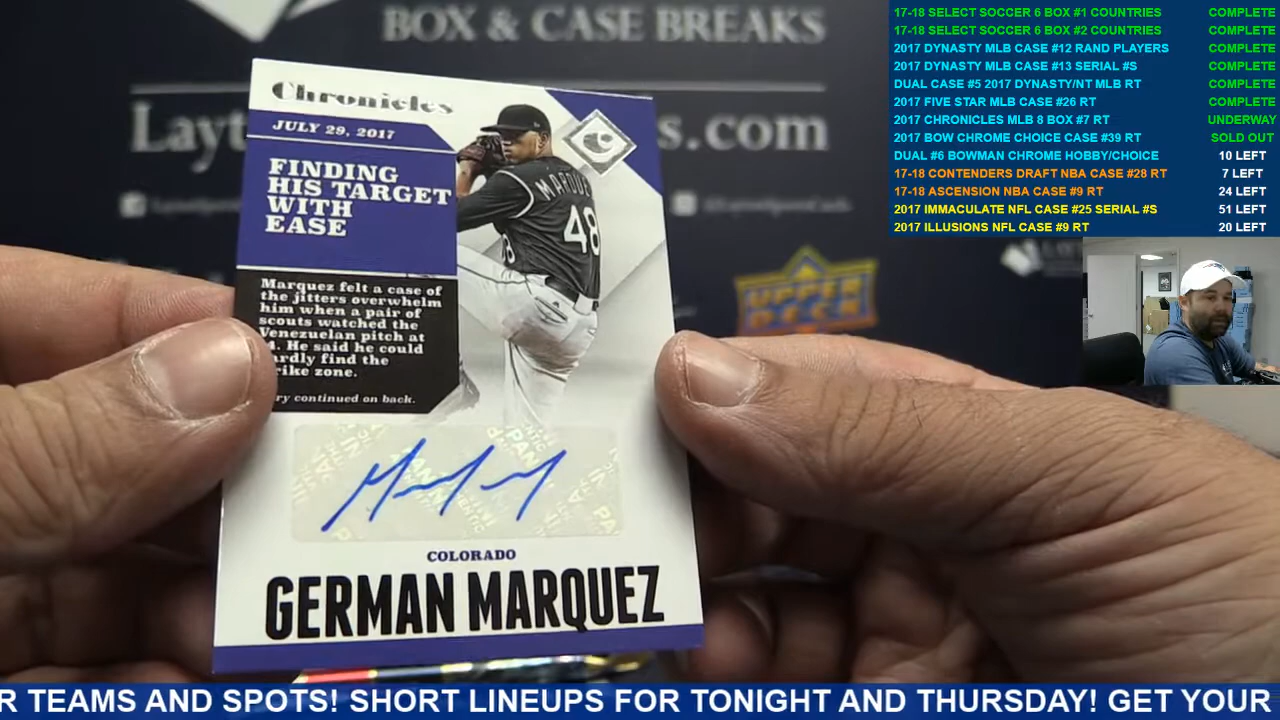 BOX & CASE BREAKS
Chronicles
JULY 29, 2017
FINDING
HIS TARGET
WITH
EASE
Marquez felt a case of
the jitters overwhelm
him when a pair of
scouts watched the
Venezuelan pitch at
He said he could
find the
zone.
continued on back.
48
UPPER
DECK
COLORADO
GERMAN MARQUEZ
17-18 SELECT SOCCER 6 BOX #1 COUNTRIES COMPLETE
17-18 SELECT SOCCER 6 BOX #2 COUNTRIES COMPLETE
2017 DYNASTY MLB CASE #12 RAND PLAYERS COMPLETE
2017 DYNASTY MLB CASE #13 SERIAL #S COMPLETE
DUAL CASE #5 2017 DYNASTY/NT MLB RT COMPLETE
2017 FIVE STAR MLB CASE #26 RT COMPLETE
2017 CHRONICLES MLB 8 BOX #7 RT UNDERWAY
2017 BOW CHROME CHOICE CASE #39 RT SOLD OUT
DUAL #6 BOWMAN CHROME HOBBY/CHOICE 10 LEFT
17-18 CONTENDERS DRAFT NBA CASE #28 RT 7 LEFT
17-18 ASCENSION NBA CASE #9 RT 24 LEFT
2017 IMMACULATE NFL CASE #25 SERIAL #S 51 LEFT
2017 ILLUSIONS NFL CASE #9 RT 20 LEFT
R TEAMS AND SPOTS! SHORT LINEUPS FOR TONIGHT AND THURSDAY! GET YOUR